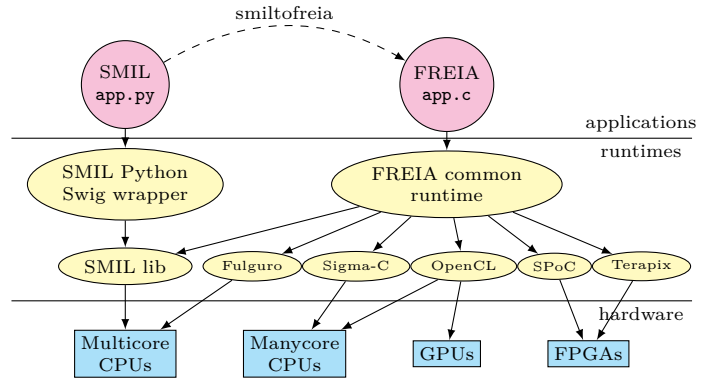 smiltofreia
SMIL
app.py
FREIA
app.c
applications
runtimes
SMIL Python
Swig wrapper
FREIA common
runtime
SMIL lib
Fulguro
Sigma-C
OpenCL
SPoC
Terapix
hardware
Multicore
CPUs
Manycore
CPUs
GPUs
FPGAs